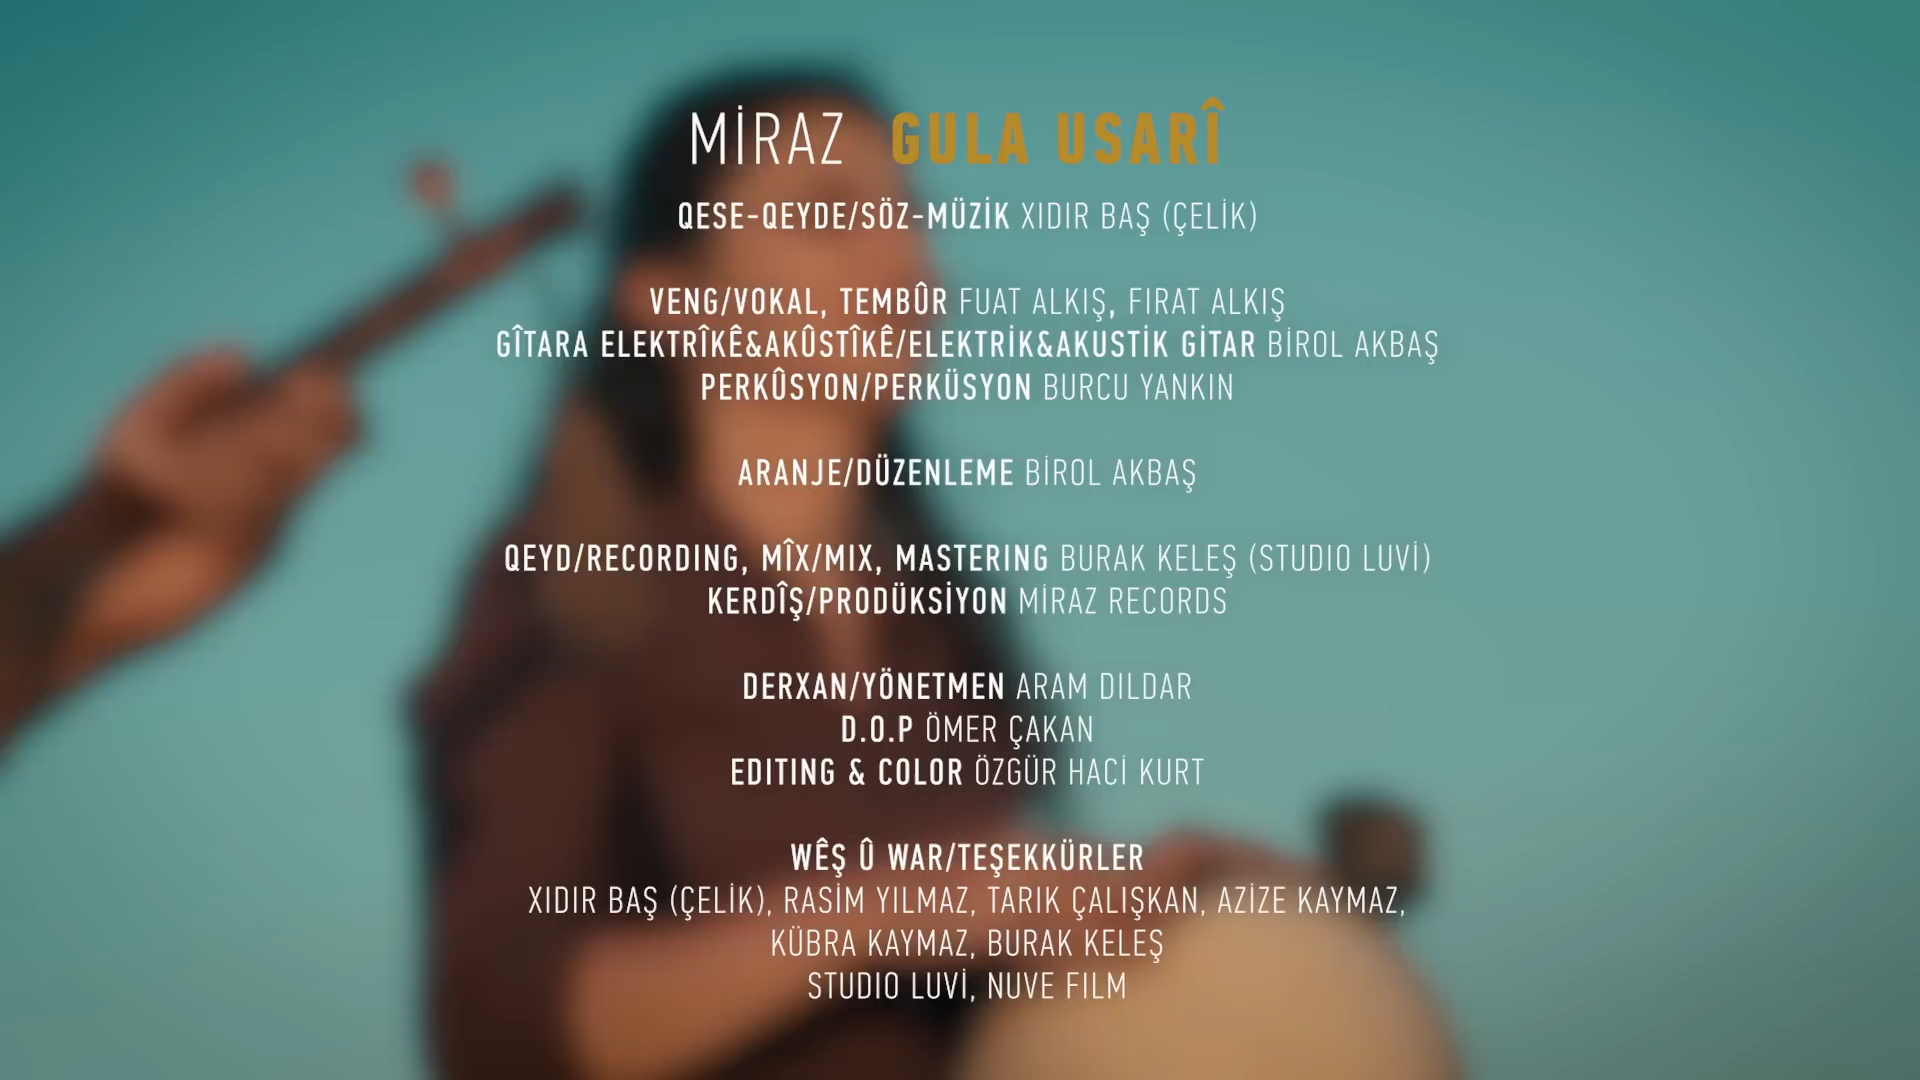 MİRAZ GULA USARÎ
QESE-QEYDE/SÖZ-MÜZİK XIDIR BAŞ (ÇELİK)
VENG/VOKAL, TEMBÛR FUAT ALKIŞ, FIRAT ALKIŞ
GÎTARA ELEKTRÎKÊ&AKÛSTÎKÊ/ELEKTRİK&AKUSTİK GİTAR BİROL AKBAŞ
PERKÛSYON/PERKÜSYON BURCU YANKIN
ARANJE/DÜZENLEME BİROL AKBAŞ
QEYD/RECORDING, MÎX/MIX, MASTERING BURAK KELEŞ (STUDIO LUVİ)
KERDÎŞ/PRODÜKSİYON MİRAZ RECORDS
DERXAN/YÖNETMEN ARAM DILDAR
D.O.P ÖMER ÇAKAN
EDITING & COLOR ÖZGÜR HACİ KURT
WÊŞ Û WAR/TEŞEKKÜRLER
XIDIR BAŞ (ÇELİK), RASİM YILMAZ, TARIK ÇALIŞKAN, AZİZE KAYMAZ,
KÜBRA KAYMAZ, BURAK KELEŞ
STUDIO LUVİ, NUVE FILM